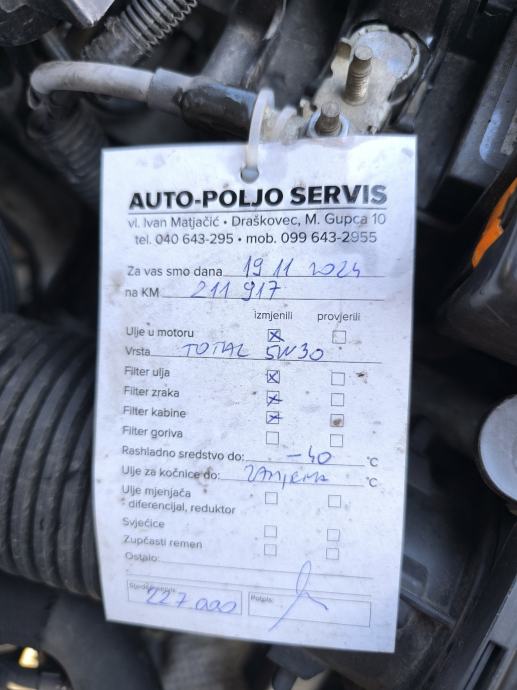 AUTO-POLJO SERVIS
vl. Ivan Matjačić • Draškovec, M. Gupca 10
tel. 040 643-295 • mob. 099 643-2955
Za vas smo dana 19 11 2024
na KM 211 917
izmjenili provjerili
Ulje u motoru
Vrsta TOTAL 5W30
Filter ulja
Filter zraka
Filter kabine
Filter goriva
Rashladno sredstvo do: -40 °C
Ulje za kočnice do: ZAMJENA °C
Ulje mjenjača
diferencijal, reduktor
Svjećice
Zupčasti remen
Ostalo:
227.000
Potpis: